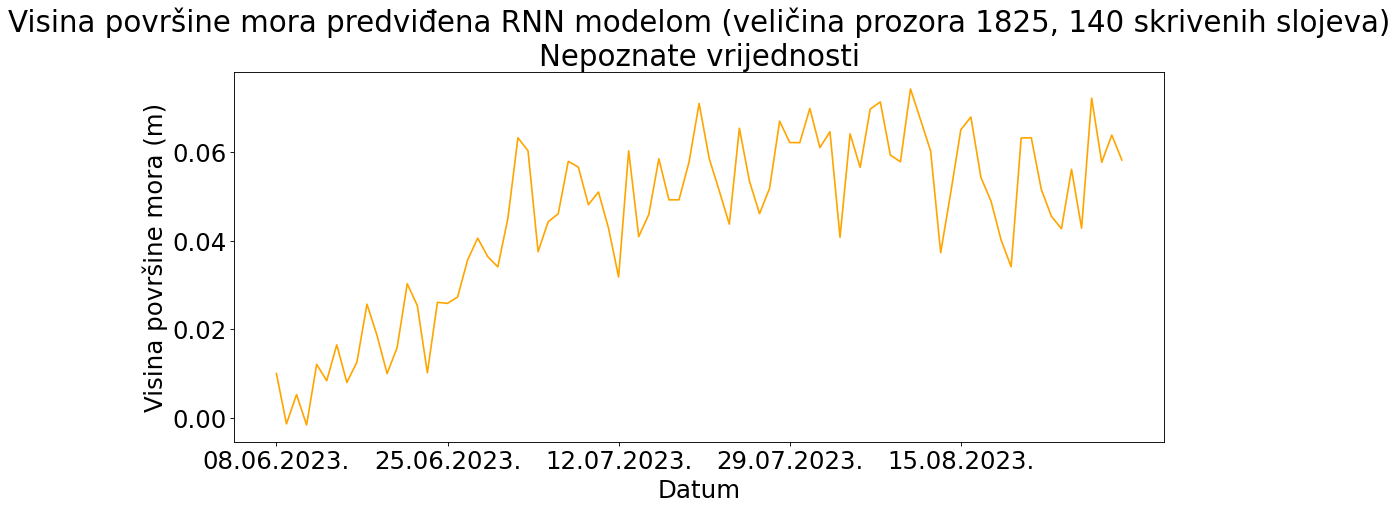 Visina površine mora predviđena RNN modelom (veličina prozora 1825, 140 skrivenih slojeva)
Nepoznate vrijednosti
Visina površine mora (m)
0.06
0.04
0.02
0.00
08.06.2023. 25.06.2023. 12.07.2023. 29.07.2023. 15.08.2023.
Datum